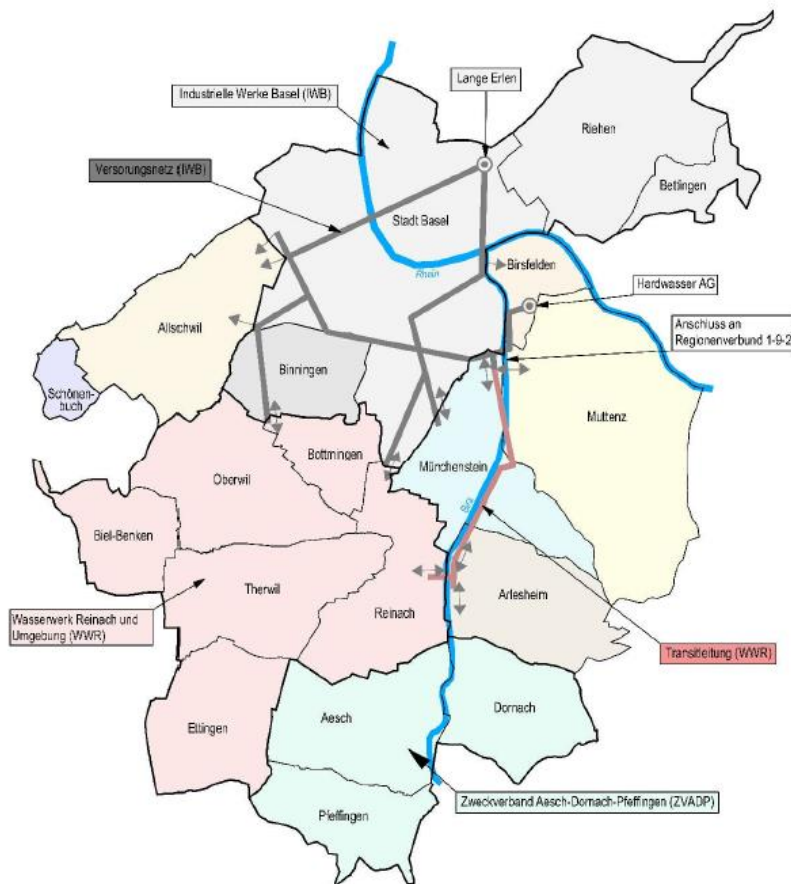 Lange Erlen
Industrielle Werke Basel (IWB)
Riehen
Versorungsnetz (IWB)
Bettingen
Stadt Basel
Rhein
Birsfelden
Hardwasser AG
Allschwil
Anschluss an
Regionenverbund 1-9-2
Binningen
Schönen-
buch
Muttenz
Bottmingen
Münchenstein
Oberwil
Birs
Biel-Benken
Therwil
Arlesheim
Reinach
Wasserwerk Reinach und
Umgebung (WWR)
Transitleitung (WWR)
Aesch
Dornach
Ettingen
Zweckverband Aesch-Dornach-Pfeffingen (ZVADP)
Pfeffingen